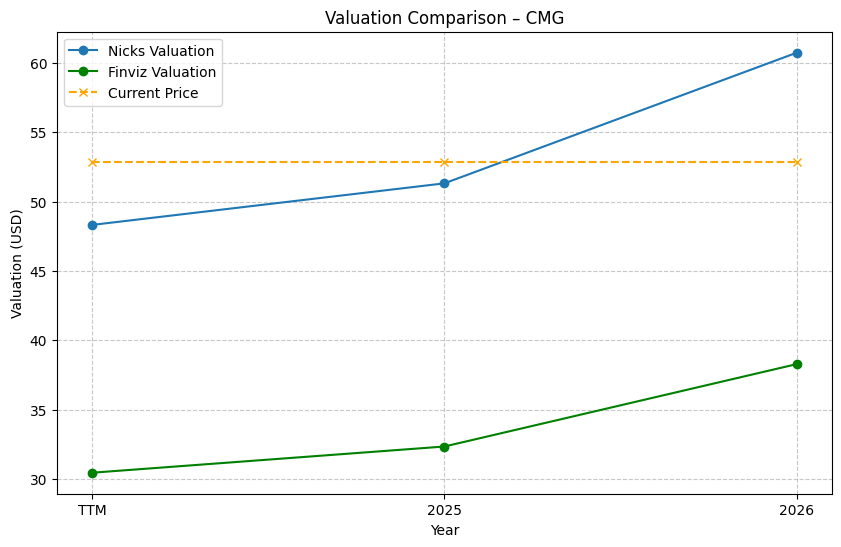 Valuation Comparison – CMG
Nicks Valuation
Finviz Valuation
Current Price
Valuation (USD)
60
55
50
45
40
35
30
TTM
2025
2026
Year